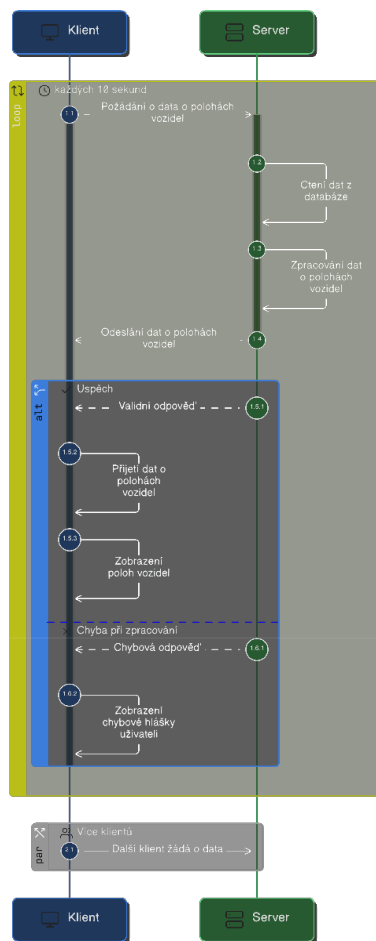 Klient
Server
loop
každých 10 sekund
1.1
Požádání o data o polohách
vozidel
1.2
Čtení dat z
databáze
1.3
Zpracování dat
o polohách
vozidel
Odeslání dat o polohách
vozidel
1.4
alt
Úspěch
Validní odpověď
1.5.1
1.5.2
Přijetí dat o
polohách
vozidel
1.5.3
Zobrazení
poloh vozidel
Chyba při zpracování
Chybová odpověď
1.6.1
1.6.2
Zobrazení
chybové hlášky
uživateli
par
Více klientů
2.1
Další klient žádá o data
Klient
Server